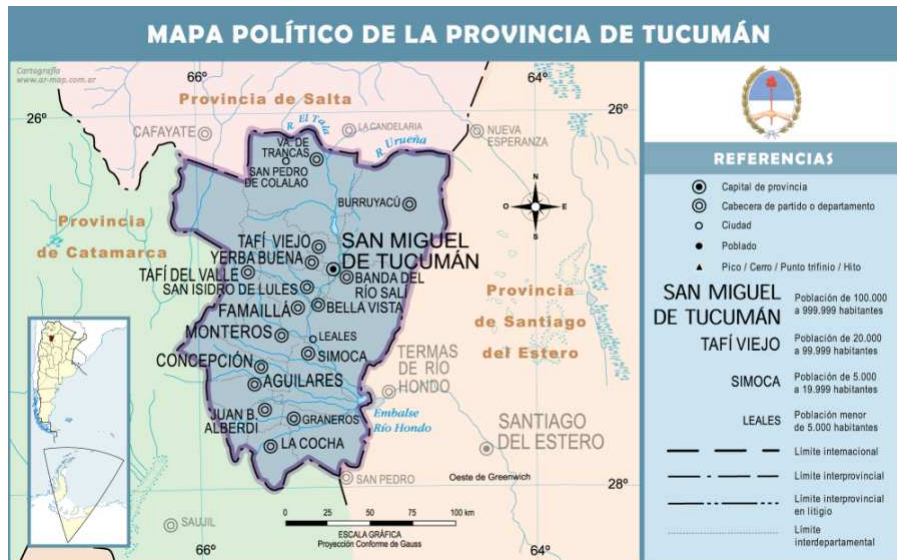 MAPA POLÍTICO DE LA PROVINCIA DE TUCUMÁN
Cartografía
www.ar-map.com.ar
66°
64°
26°
26°
Provincia de Salta
R. El Tala
LA CANDELARIA
CAFAYATE
NUEVA
ESPERANZA
VA. DE
TRANCAS
R. Urueña
SAN PEDRO
DE COLALAO
BURRUYACÚ
Provincia
de Catamarca
N
O
E
S
TAFÍ VIEJO
SAN MIGUEL
DE TUCUMÁN
YERBA BUENA
TAFÍ DEL VALLE
BANDA DEL
RÍO SALÍ
SAN ISIDRO DE LULES
BELLA VISTA
FAMAILLÁ
Provincia
de Santiago
del Estero
MONTEROS
LEALES
SIMOCA
CONCEPCIÓN
TERMAS
DE RÍO
HONDO
AGUILARES
JUAN B.
ALBERDI
GRANEROS
Embalse
Río Hondo
SANTIAGO
DEL ESTERO
LA COCHA
SAN PEDRO
Oeste de Greenwich
28°
28°
SAUJIL
0 25 50 75 100 km
ESCALA GRÁFICA
Proyección Conforme de Gauss
66°
64°
REFERENCIAS
Capital de provincia
Cabecera de partido o departamento
Ciudad
Poblado
Pico / Cerro / Punto trifinio / Hito
SAN MIGUEL
DE TUCUMÁN
Población de 100.000
a 999.999 habitantes
TAFÍ VIEJO
Población de 20.000
a 99.999 habitantes
SIMOCA
Población de 5.000
a 19.999 habitantes
LEALES
Población menor
de 5.000 habitantes
Límite internacional
Límite interprovincial
Límite interprovincial
en litigio
Límite
interdepartamental